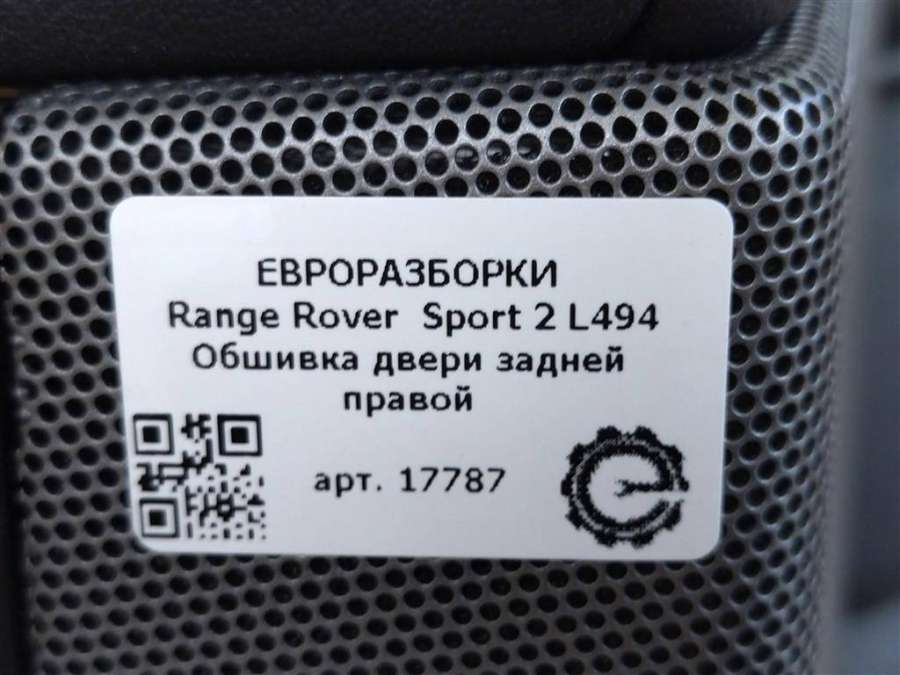 ЕВРОРАЗБОРКИ
Range Rover Sport 2 L494
Обшивка двери задней
правой
арт. 17787